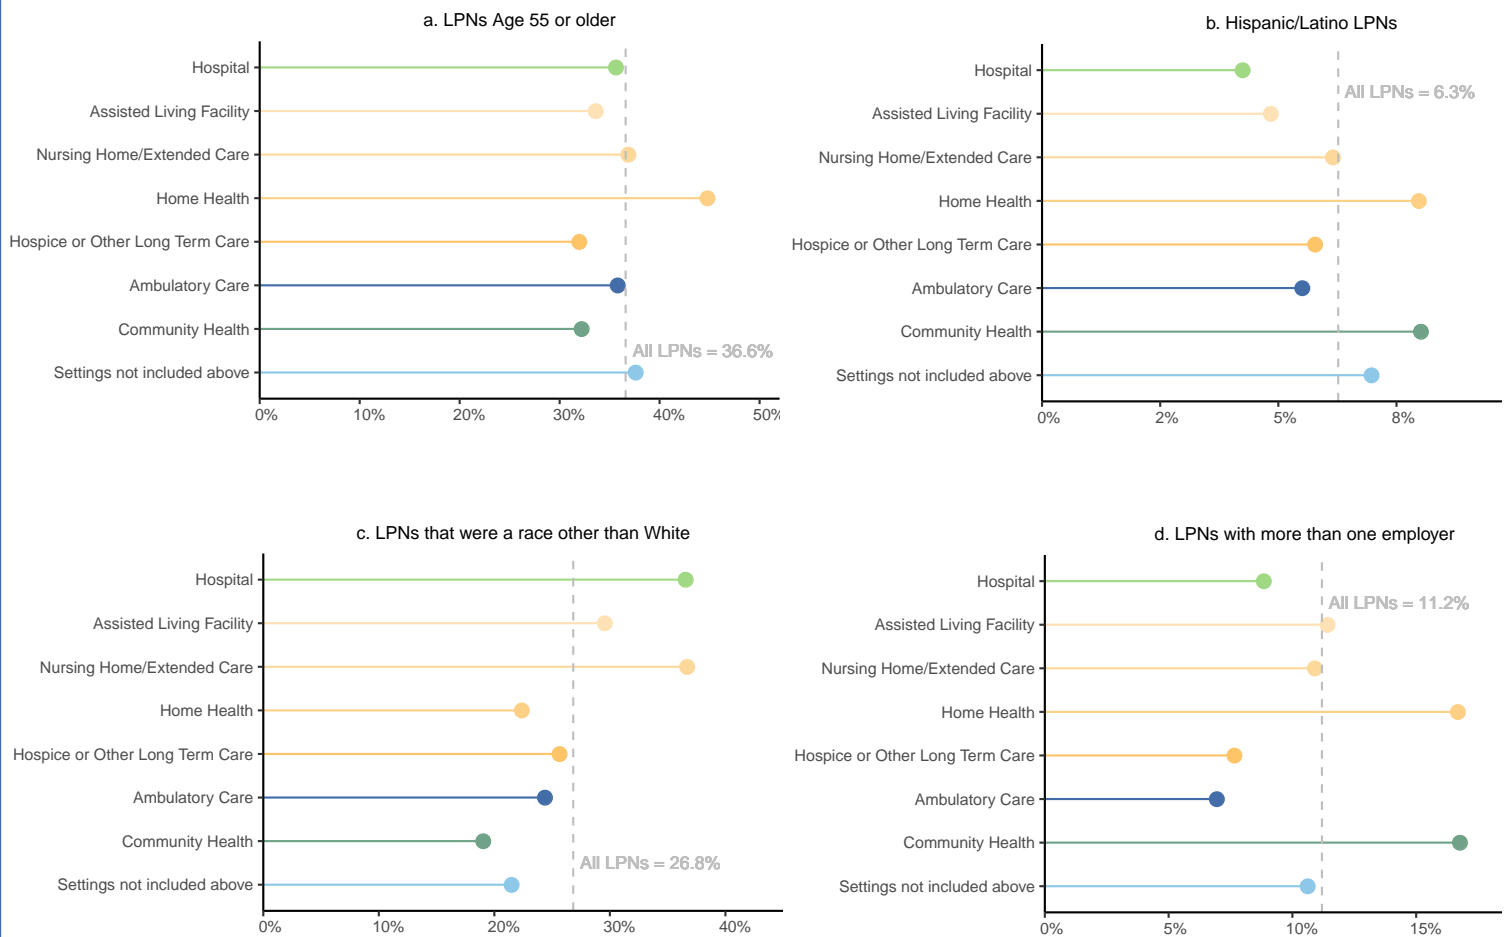 a. LPNs Age 55 or older
Hospital
Assisted Living Facility
Nursing Home/Extended Care
Home Health
Hospice or Other Long Term Care
Ambulatory Care
Community Health
All LPNs = 36.6%
Settings not included above
0% 10% 20% 30% 40% 50%
b. Hispanic/Latino LPNs
Hospital
All LPNs = 6.3%
Assisted Living Facility
Nursing Home/Extended Care
Home Health
Hospice or Other Long Term Care
Ambulatory Care
Community Health
Settings not included above
0% 2% 5% 8%
c. LPNs that were a race other than White
Hospital
Assisted Living Facility
Nursing Home/Extended Care
Home Health
Hospice or Other Long Term Care
Ambulatory Care
Community Health
All LPNs = 26.8%
Settings not included above
0% 10% 20% 30% 40%
d. LPNs with more than one employer
Hospital
All LPNs = 11.2%
Assisted Living Facility
Nursing Home/Extended Care
Home Health
Hospice or Other Long Term Care
Ambulatory Care
Community Health
Settings not included above
0% 5% 10% 15%